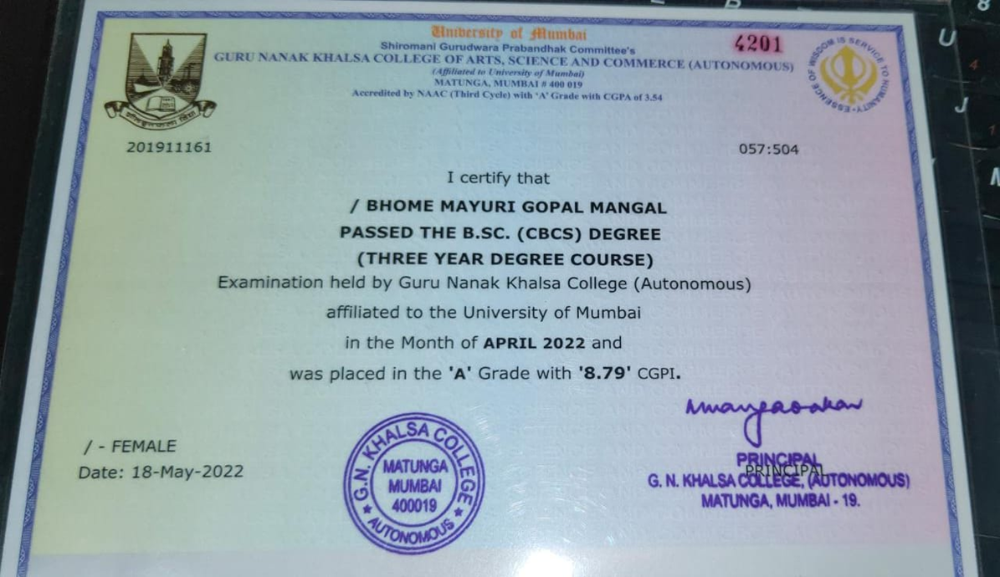 University of Mumbai
4201
Shiromani Gurudwara Prabandhak Committee's
GURU NANAK KHALSA COLLEGE OF ARTS, SCIENCE AND COMMERCE (AUTONOMOUS)
(Affiliated to University of Mumbai)
MATUNGA, MUMBAI # 400 019
Accredited by NAAC (Third Cycle) with 'A' Grade with CGPA of 3.54
ESSENCE OF WISDOM IS SERVICE TO HUMANITY
201911161
057:504
I certify that
/ BHOME MAYURI GOPAL MANGAL
PASSED THE B.SC. (CBCS) DEGREE
(THREE YEAR DEGREE COURSE)
Examination held by Guru Nanak Khalsa College (Autonomous)
affiliated to the University of Mumbai
in the Month of APRIL 2022 and
was placed in the 'A' Grade with '8.79' CGPI.
/ - FEMALE
Date: 18-May-2022
G.N. KHALSA COLLEGE
MATUNGA
MUMBAI
400019
AUTONOMOUS
PRINCIPAL
PRINCIPAL
G. N. KHALSA COLLEGE, (AUTONOMOUS)
MATUNGA, MUMBAI - 19.
U
4
J
1
8